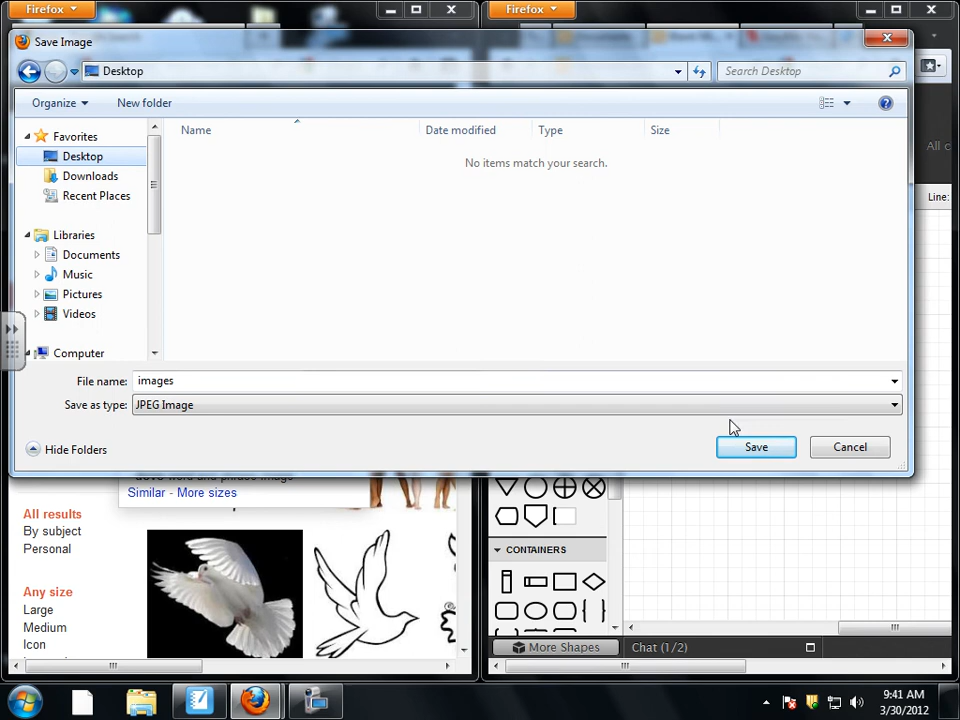 Firefox
Firefox
Save Image
Desktop
Search Desktop
Organize
New folder
Name
Date modified
Type
Size
No items match your search.
Favorites
Desktop
Downloads
Recent Places
Libraries
Documents
Music
Pictures
Videos
Computer
All c
Line:
File name:
images
Save as type:
JPEG Image
Hide Folders
Save
Cancel
Similar - More sizes
All results
By subject
Personal
Any size
Large
Medium
Icon
CONTAINERS
More Shapes
Chat (1/2)
9:41 AM
3/30/2012